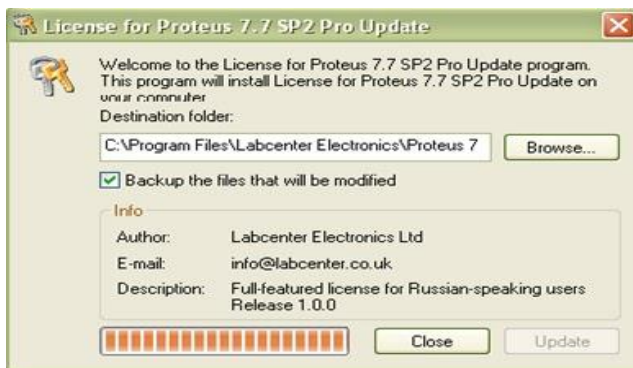 License for Proteus 7.7 SP2 Pro Update
Welcome to the License for Proteus 7.7 SP2 Pro Update program.
This program will install License for Proteus 7.7 SP2 Pro Update on
your computer
Destination folder:
C:\Program Files\Labcenter Electronics\Proteus 7
Browse...
Backup the files that will be modified
Info
Author: Labcenter Electronics Ltd
E-mail: info@labcenter.co.uk
Description: Full-featured license for Russian-speaking users
Release 1.0.0
Close
Update